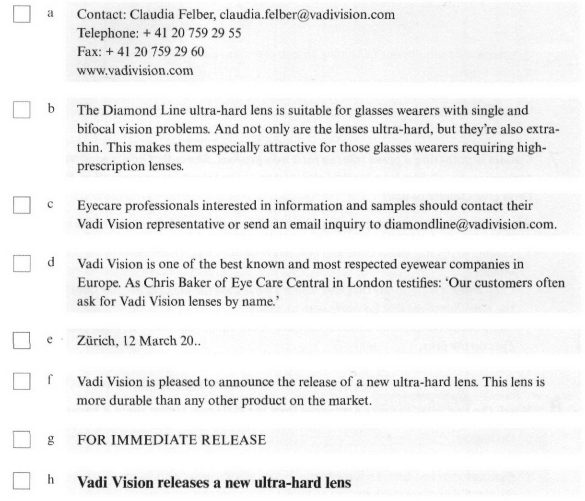 a Contact: Claudia Felber, claudia.felber@vadivision.com
Telephone: + 41 20 759 29 55
Fax: + 41 20 759 29 60
www.vadivision.com
b The Diamond Line ultra-hard lens is suitable for glasses wearers with single and
bifocal vision problems. And not only are the lenses ultra-hard, but they're also extra-
thin. This makes them especially attractive for those glasses wearers requiring high-
prescription lenses.
c Eyecare professionals interested in information and samples should contact their
Vadi Vision representative or send an email inquiry to diamondline@vadivision.com.
d Vadi Vision is one of the best known and most respected eyewear companies in
Europe. As Chris Baker of Eye Care Central in London testifies: 'Our customers often
ask for Vadi Vision lenses by name.'
e Zürich, 12 March 20..
f Vadi Vision is pleased to announce the release of a new ultra-hard lens. This lens is
more durable than any other product on the market.
g FOR IMMEDIATE RELEASE
h Vadi Vision releases a new ultra-hard lens